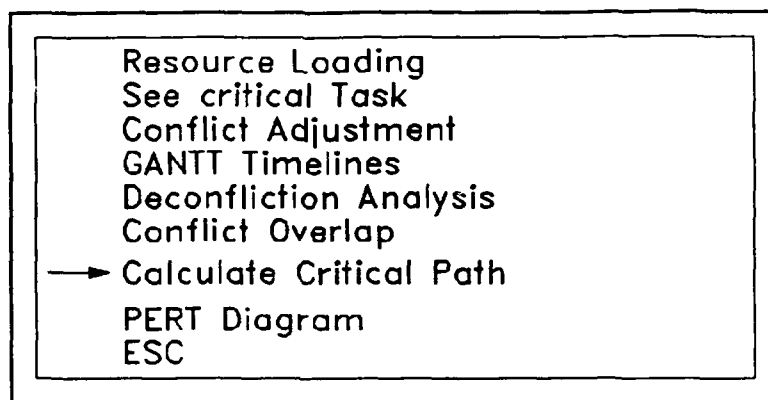 Resource Loading
See critical Task
Conflict Adjustment
GANTT Timelines
Deconfliction Analysis
Conflict Overlap
Calculate Critical Path
PERT Diagram
ESC